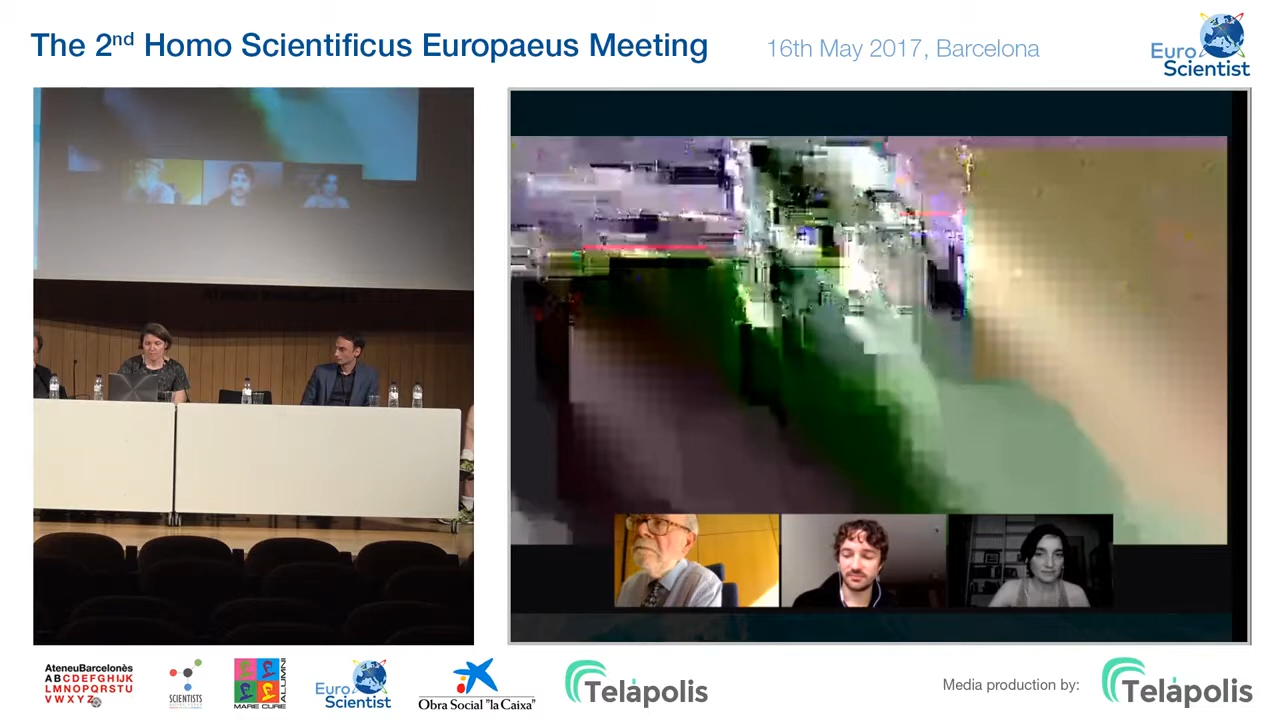 The 2nd Homo Scientificus Europaeus Meeting
16th May 2017, Barcelona
Euro
Scientist
AteneuBarcelonès
ABCDEFGHIJK
LMNOPQRSTU
VWXYZ
SCIENTISTS
MARIE CURIE
ALUMNI
Euro
Scientist
Obra Social "la Caixa"
Telàpolis
Media production by:
Telàpolis